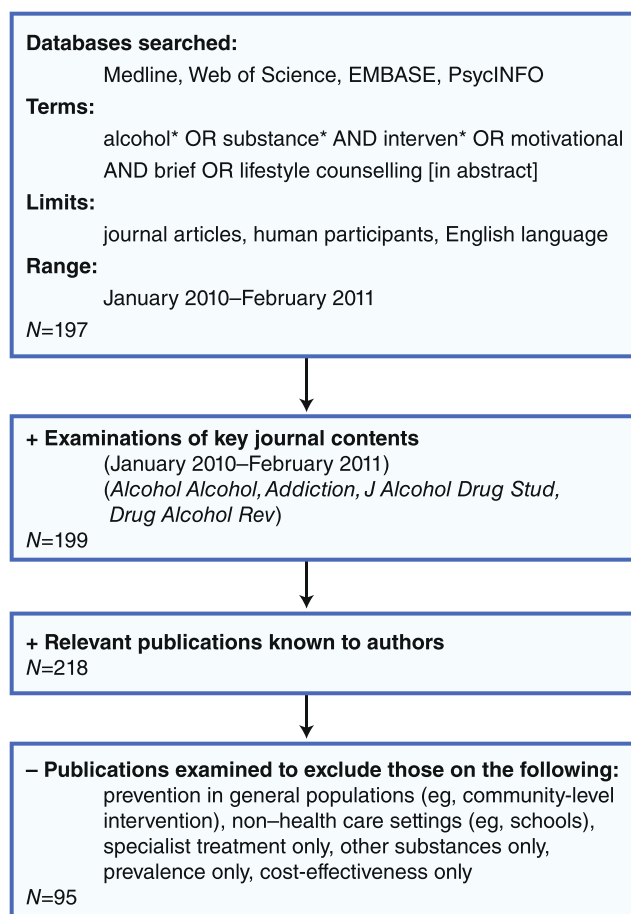 Databases searched:
Medline, Web of Science, EMBASE, PsycINFO
Terms:
alcohol* OR substance* AND interven* OR motivational
AND brief OR lifestyle counselling [in abstract]
Limits:
journal articles, human participants, English language
Range:
January 2010–February 2011
N=197
+ Examinations of key journal contents
(January 2010–February 2011)
(Alcohol Alcohol, Addiction, J Alcohol Drug Stud,
Drug Alcohol Rev)
N=199
+ Relevant publications known to authors
N=218
– Publications examined to exclude those on the following:
prevention in general populations (eg, community-level
intervention), non–health care settings (eg, schools),
specialist treatment only, other substances only,
prevalence only, cost-effectiveness only
N=95